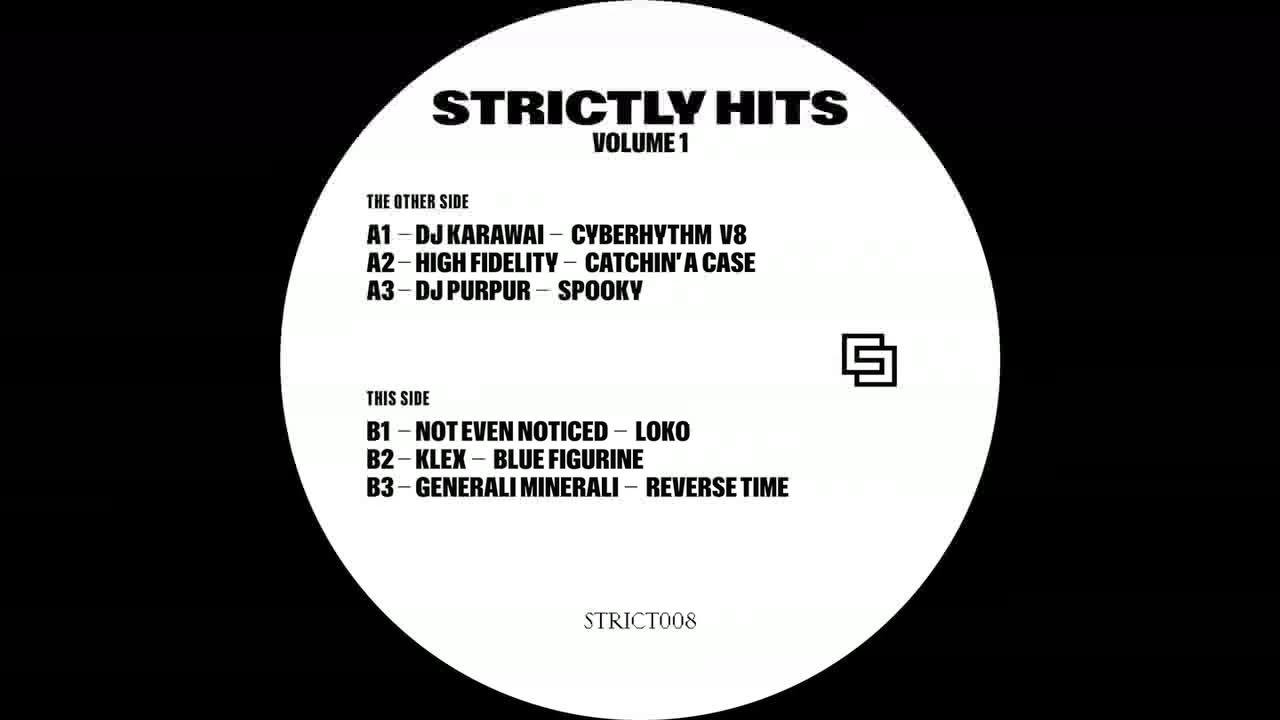 STRICTLY HITS
VOLUME 1
THE OTHER SIDE
A1 – DJ KARAWAI – CYBERHYTHM V8
A2 – HIGH FIDELITY – CATCHIN' A CASE
A3 – DJ PURPUR – SPOOKY
THIS SIDE
B1 – NOT EVEN NOTICED – LOKO
B2 – KLEX – BLUE FIGURINE
B3 – GENERALI MINERALI – REVERSE TIME
STRICT008